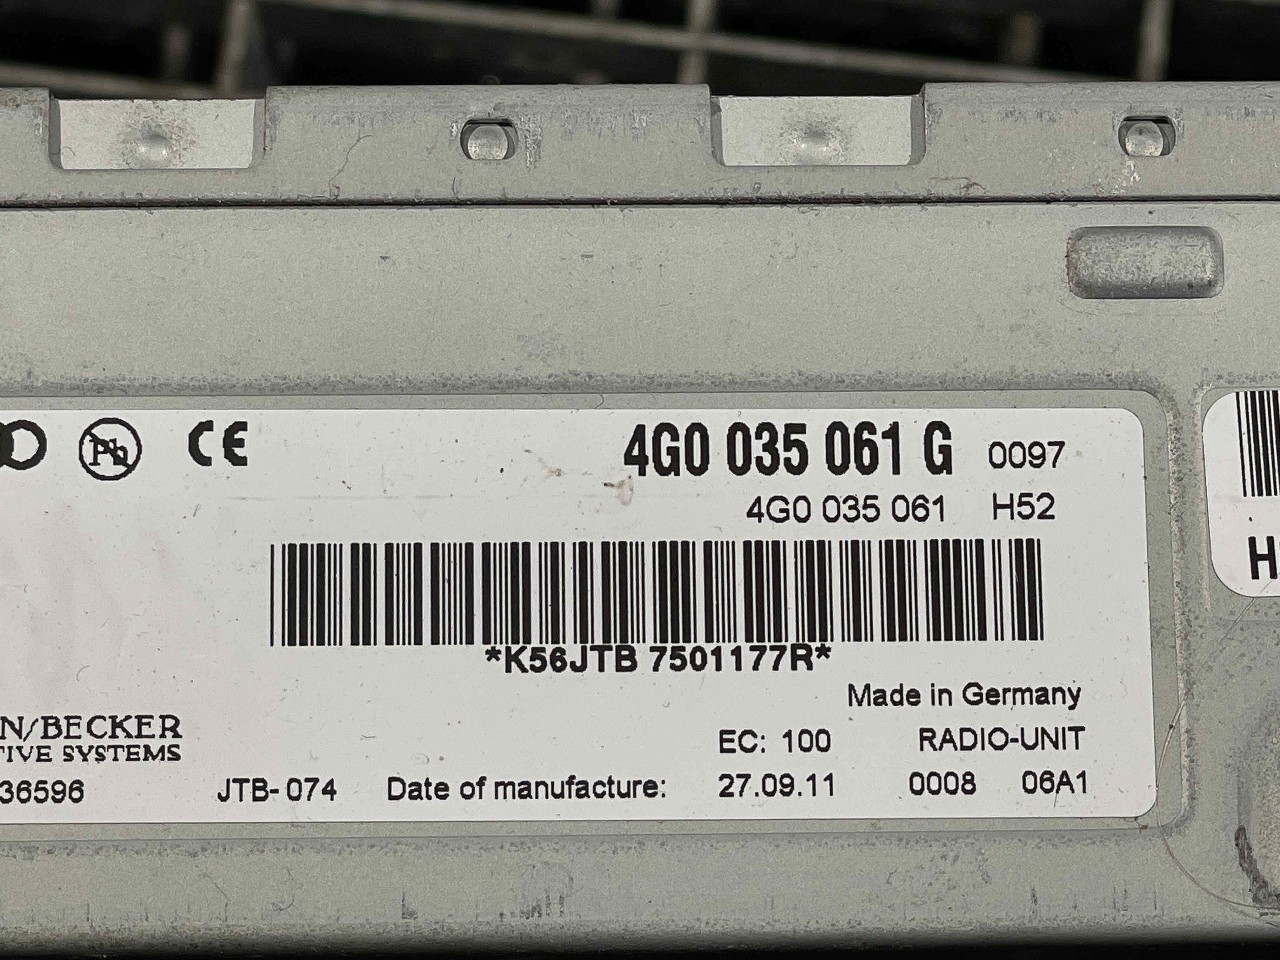 Pb CE 4G0 035 061 G 0097
4G0 035 061 H52
*K56JTB 7501177R*
Made in Germany
N/BECKER EC: 100 RADIO-UNIT
TIVE SYSTEMS
36596 JTB-074 Date of manufacture: 27.09.11 0008 06A1
H